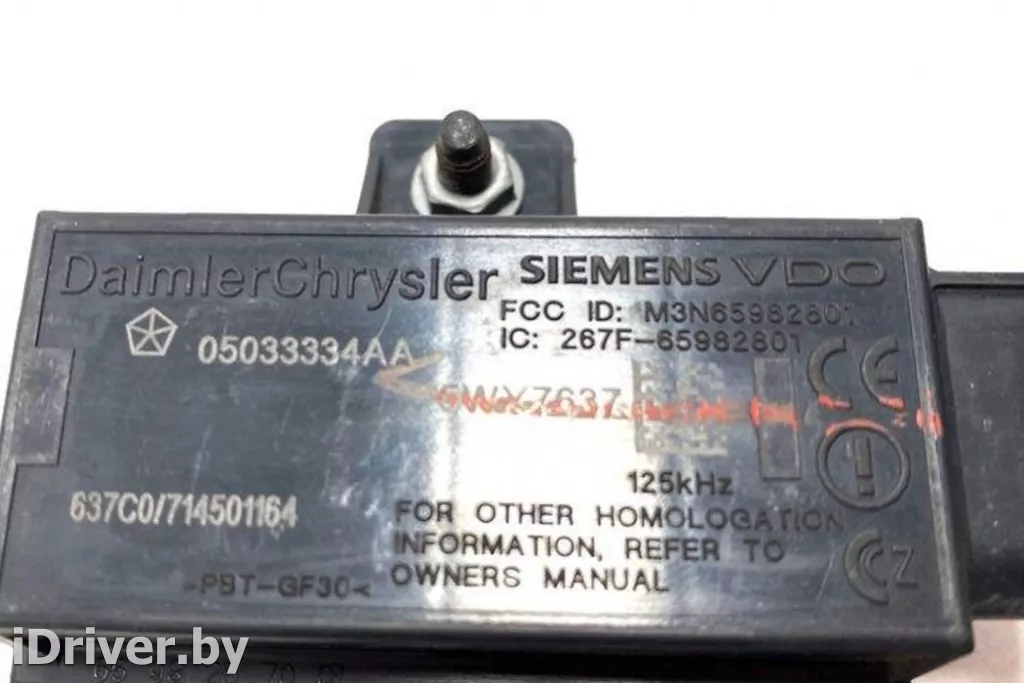 DaimlerChrysler SIEMENS VDO
FCC ID: M3N65982801
IC: 267F-65982801
05033334AA
125kHz
637C0/714501164
FOR OTHER HOMOLOGATION
INFORMATION, REFER TO
OWNERS MANUAL
>PBT-GF30<
CE
iDriver.by